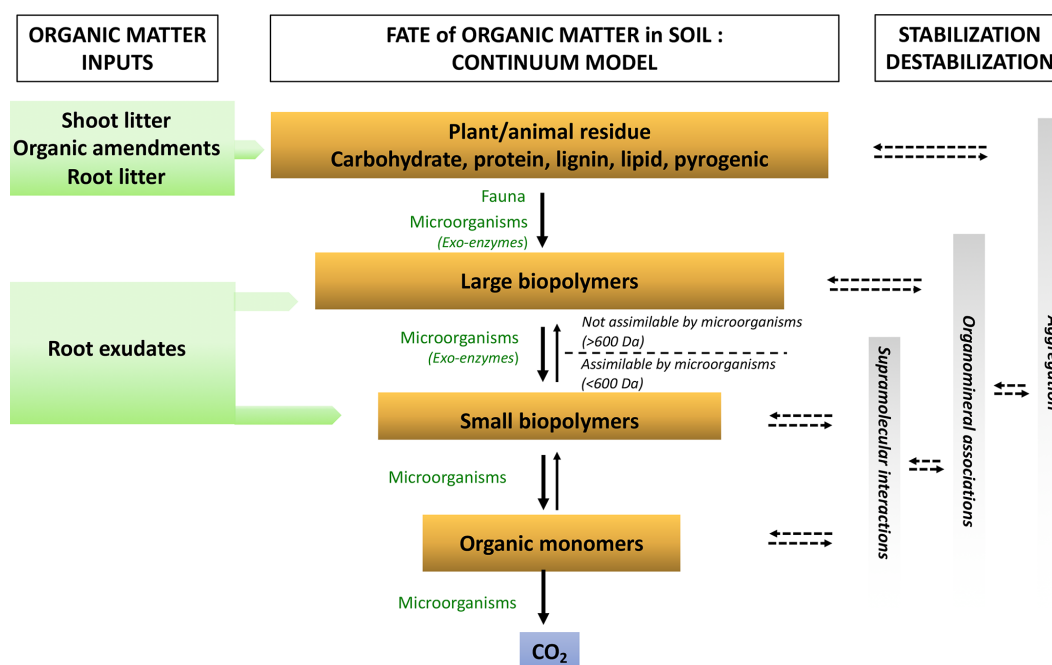 ORGANIC MATTER
INPUTS
FATE of ORGANIC MATTER in SOIL :
CONTINUUM MODEL
STABILIZATION
DESTABILIZATION
Shoot litter
Organic amendments
Root litter
Plant/animal residue
Carbohydrate, protein, lignin, lipid, pyrogenic
Fauna
Microorganisms
(Exo-enzymes)
Large biopolymers
Root exudates
Microorganisms
(Exo-enzymes)
Not assimilable by microorganisms
(>600 Da)
Assimilable by microorganisms
(<600 Da)
Small biopolymers
Microorganisms
Organic monomers
Microorganisms
CO₂
Supramolecular interactions
Organomineral associations
Aggregation